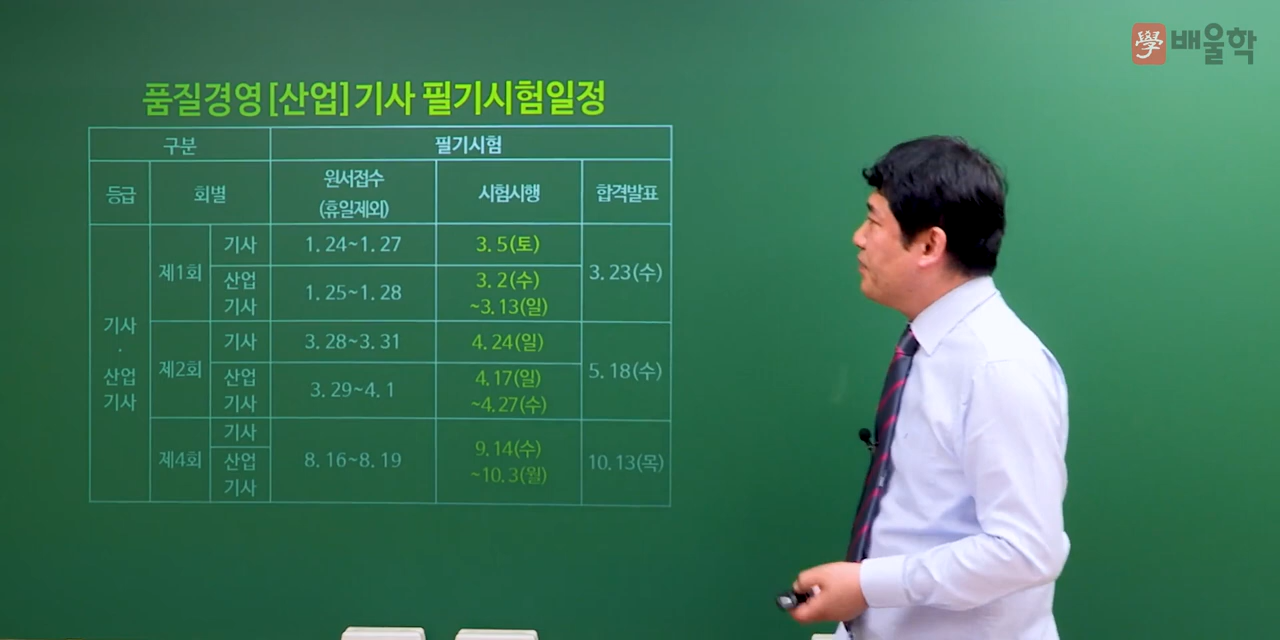 學 배울학
품질경영[산업]기사 필기시험일정
구분 필기시험
등급 회별 원서접수 (휴일제외) 시험시행 합격발표
기사 · 산업 기사
제1회 기사 1. 24~1. 27 3. 5(토) 3. 23(수)
산업 기사 1. 25~1. 28 3. 2(수) ~3. 13(일)
제2회 기사 3. 28~3. 31 4. 24(일) 5. 18(수)
산업 기사 3. 29~4. 1 4.17(일) ~4.27(수)
제4회 기사 산업 기사 8. 16~8. 19 9.14(수) ~10.3(월) 10. 13(목)